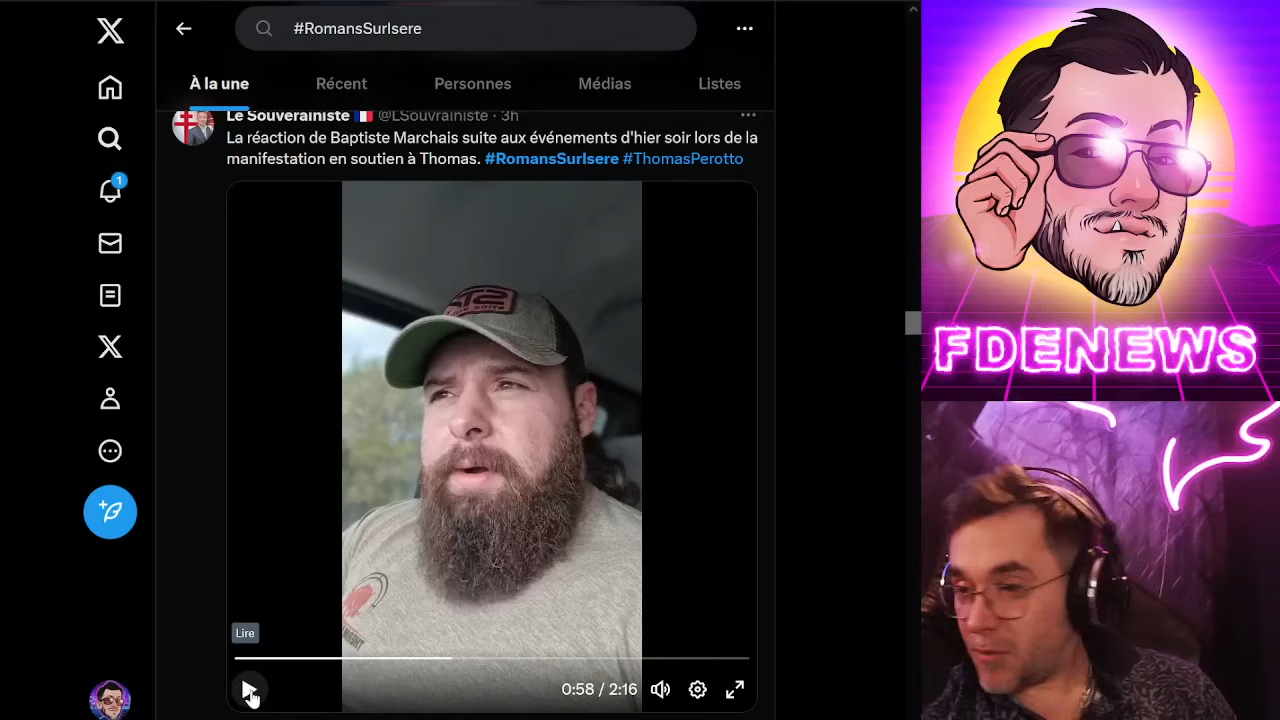 #RomansSurIsere
À la une
Récent
Personnes
Médias
Listes
Le Souverainiste 🇫🇷 @LSouvrainiste · 3h
La réaction de Baptiste Marchais suite aux événements d'hier soir lors de la
manifestation en soutien à Thomas. #RomansSurIsere #ThomasPerotto
1
Lire
0:58 / 2:16
FDENEWS